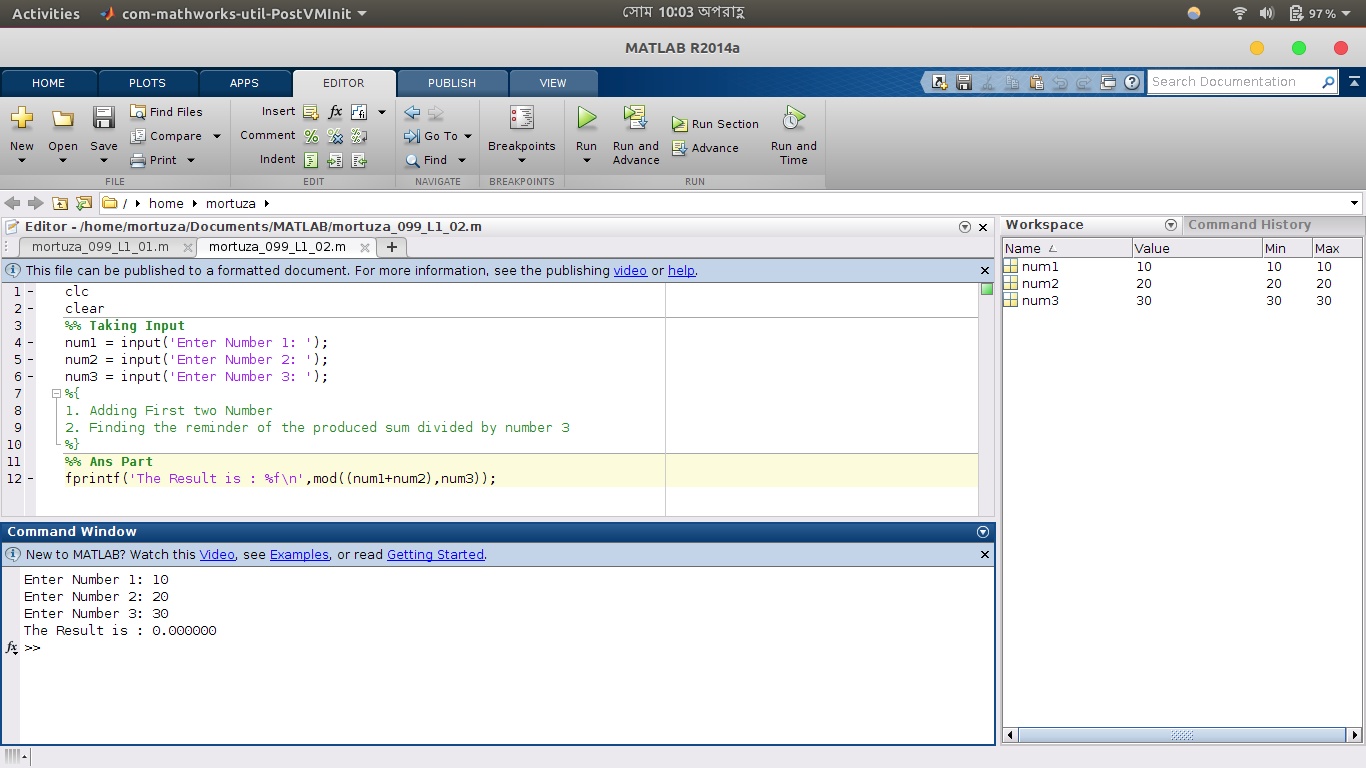 Activities com-mathworks-util-PostVMInit সোম 10:03 অপরাহ্ণ 97%
MATLAB R2014a
HOME PLOTS APPS EDITOR PUBLISH VIEW Search Documentation
New Open Save Find Files Compare Print
FILE
Insert fx
Comment
Indent
EDIT
Go To
Find
NAVIGATE
Breakpoints
BREAKPOINTS
Run Run and Advance Run Section Advance Run and Time
RUN
/ home mortuza
Editor - /home/mortuza/Documents/MATLAB/mortuza_099_L1_02.m
mortuza_099_L1_01.m mortuza_099_L1_02.m
This file can be published to a formatted document. For more information, see the publishing video or help.
1 clc
2 clear
3 %% Taking Input
4 num1 = input('Enter Number 1: ');
5 num2 = input('Enter Number 2: ');
6 num3 = input('Enter Number 3: ');
7 %{
8 1. Adding First two Number
9 2. Finding the reminder of the produced sum divided by number 3
10 %}
11 %% Ans Part
12 fprintf('The Result is : %f\n',mod((num1+num2),num3));
Command Window
New to MATLAB? Watch this Video, see Examples, or read Getting Started.
Enter Number 1: 10
Enter Number 2: 20
Enter Number 3: 30
The Result is : 0.000000
fx >>
Workspace Command History
Name Value Min Max
num1 10 10 10
num2 20 20 20
num3 30 30 30